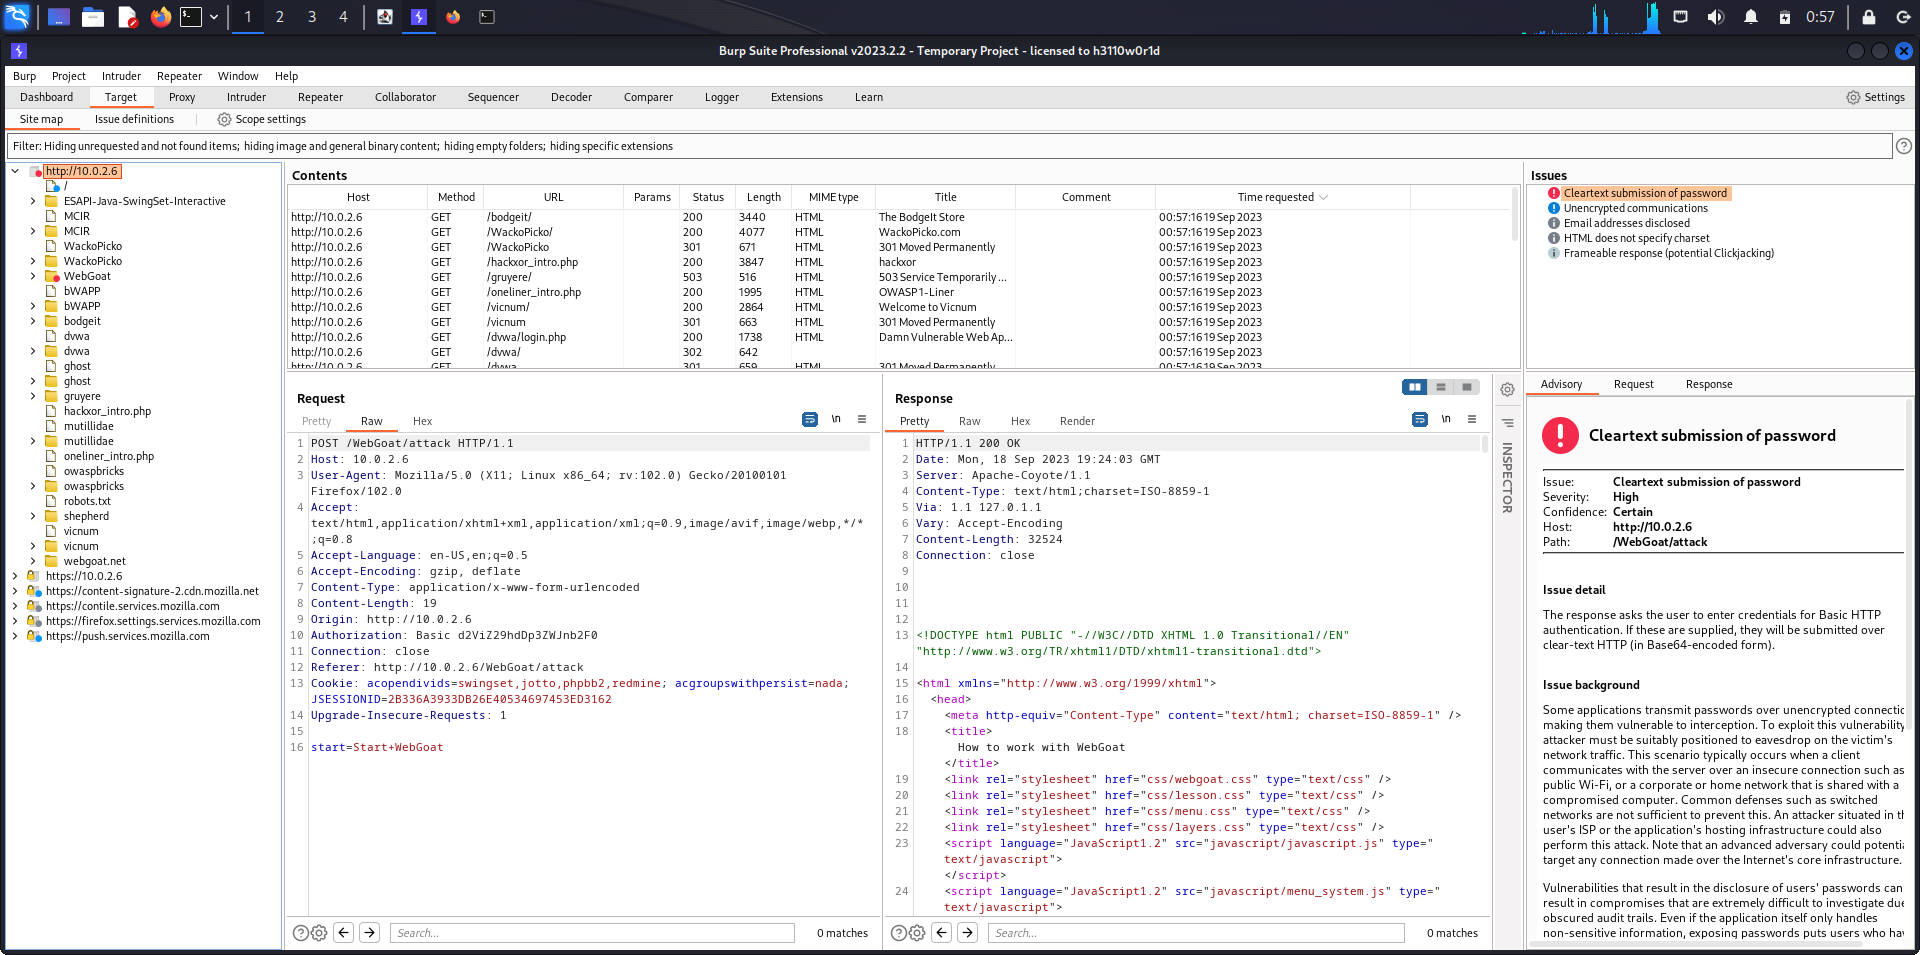 1 2 3 4
0:57
Burp Suite Professional v2023.2.2 - Temporary Project - licensed to h3110w0r1d
Burp Project Intruder Repeater Window Help
Dashboard Target Proxy Intruder Repeater Collaborator Sequencer Decoder Comparer Logger Extensions Learn Settings
Site map Issue definitions Scope settings
Filter: Hiding unrequested and not found items; hiding image and general binary content; hiding empty folders; hiding specific extensions
http://10.0.2.6
/
ESAPI-Java-SwingSet-Interactive
MCIR
MCIR
WackoPicko
WackoPicko
WebGoat
bWAPP
bWAPP
bodgeit
dvwa
dvwa
ghost
ghost
gruyere
hackxor_intro.php
mutillidae
mutillidae
oneliner_intro.php
owaspbricks
owaspbricks
robots.txt
shepherd
vicnum
vicnum
webgoat.net
https://10.0.2.6
https://content-signature-2.cdn.mozilla.net
https://contile.services.mozilla.com
https://firefox.settings.services.mozilla.com
https://push.services.mozilla.com
Contents
Host Method URL Params Status Length MIME type Title Comment Time requested
http://10.0.2.6 GET /bodgeit/ 200 3440 HTML The BodgeIt Store 00:57:16 19 Sep 2023
http://10.0.2.6 GET /WackoPicko/ 200 4077 HTML WackoPicko.com 00:57:16 19 Sep 2023
http://10.0.2.6 GET /WackoPicko 301 671 HTML 301 Moved Permanently 00:57:16 19 Sep 2023
http://10.0.2.6 GET /hackxor_intro.php 200 3847 HTML hackxor 00:57:16 19 Sep 2023
http://10.0.2.6 GET /gruyere/ 503 516 HTML 503 Service Temporarily ... 00:57:16 19 Sep 2023
http://10.0.2.6 GET /oneliner_intro.php 200 1995 HTML OWASP 1-Liner 00:57:16 19 Sep 2023
http://10.0.2.6 GET /vicnum/ 200 2864 HTML Welcome to Vicnum 00:57:16 19 Sep 2023
http://10.0.2.6 GET /vicnum 301 663 HTML 301 Moved Permanently 00:57:16 19 Sep 2023
http://10.0.2.6 GET /dvwa/login.php 200 1738 HTML Damn Vulnerable Web Ap... 00:57:16 19 Sep 2023
http://10.0.2.6 GET /dvwa/ 302 642 00:57:16 19 Sep 2023
http://10.0.2.6 GET /dvwa 301 659 HTML 301 Moved Permanently 00:57:16 19 Sep 2023
Request
Pretty Raw Hex \n
1 POST /WebGoat/attack HTTP/1.1
2 Host: 10.0.2.6
3 User-Agent: Mozilla/5.0 (X11; Linux x86_64; rv:102.0) Gecko/20100101
Firefox/102.0
4 Accept:
text/html,application/xhtml+xml,application/xml;q=0.9,image/avif,image/webp,*/*
;q=0.8
5 Accept-Language: en-US,en;q=0.5
6 Accept-Encoding: gzip, deflate
7 Content-Type: application/x-www-form-urlencoded
8 Content-Length: 19
9 Origin: http://10.0.2.6
10 Authorization: Basic d2ViZ29hdDp3ZWJnb2F0
11 Connection: close
12 Referer: http://10.0.2.6/WebGoat/attack
13 Cookie: acopendivids=swingset,jotto,phpbb2,redmine; acgroupswithpersist=nada;
JSESSIONID=2B336A3933DB26E40534697453ED3162
14 Upgrade-Insecure-Requests: 1
15
16 start=Start+WebGoat
Search... 0 matches
Response
Pretty Raw Hex Render \n
1 HTTP/1.1 200 OK
2 Date: Mon, 18 Sep 2023 19:24:03 GMT
3 Server: Apache-Coyote/1.1
4 Content-Type: text/html;charset=ISO-8859-1
5 Via: 1.1 127.0.1.1
6 Vary: Accept-Encoding
7 Content-Length: 32524
8 Connection: close
9
10
11
12
13 <!DOCTYPE html PUBLIC "-//W3C//DTD XHTML 1.0 Transitional//EN"
"http://www.w3.org/TR/xhtml1/DTD/xhtml1-transitional.dtd">
14
15 <html xmlns="http://www.w3.org/1999/xhtml">
16 <head>
17 <meta http-equiv="Content-Type" content="text/html; charset=ISO-8859-1" />
18 <title>
How to work with WebGoat
</title>
19 <link rel="stylesheet" href="css/webgoat.css" type="text/css" />
20 <link rel="stylesheet" href="css/lesson.css" type="text/css" />
21 <link rel="stylesheet" href="css/menu.css" type="text/css" />
22 <link rel="stylesheet" href="css/layers.css" type="text/css" />
23 <script language="JavaScript1.2" src="javascript/javascript.js" type="
text/javascript">
</script>
24 <script language="JavaScript1.2" src="javascript/menu_system.js" type="
text/javascript">
Search... 0 matches
INSPECTOR
Issues
Cleartext submission of password
Unencrypted communications
Email addresses disclosed
HTML does not specify charset
Frameable response (potential Clickjacking)
Advisory Request Response
Cleartext submission of password
Issue: Cleartext submission of password
Severity: High
Confidence: Certain
Host: http://10.0.2.6
Path: /WebGoat/attack
Issue detail
The response asks the user to enter credentials for Basic HTTP
authentication. If these are supplied, they will be submitted over
clear-text HTTP (in Base64-encoded form).
Issue background
Some applications transmit passwords over unencrypted connectic
making them vulnerable to interception. To exploit this vulnerability
attacker must be suitably positioned to eavesdrop on the victim's
network traffic. This scenario typically occurs when a client
communicates with the server over an insecure connection such as
public Wi-Fi, or a corporate or home network that is shared with a
compromised computer. Common defenses such as switched
networks are not sufficient to prevent this. An attacker situated in th
user's ISP or the application's hosting infrastructure could also
perform this attack. Note that an advanced adversary could potentia
target any connection made over the Internet's core infrastructure.
Vulnerabilities that result in the disclosure of users' passwords can
result in compromises that are extremely difficult to investigate due
obscured audit trails. Even if the application itself only handles
non-sensitive information, exposing passwords puts users who hav